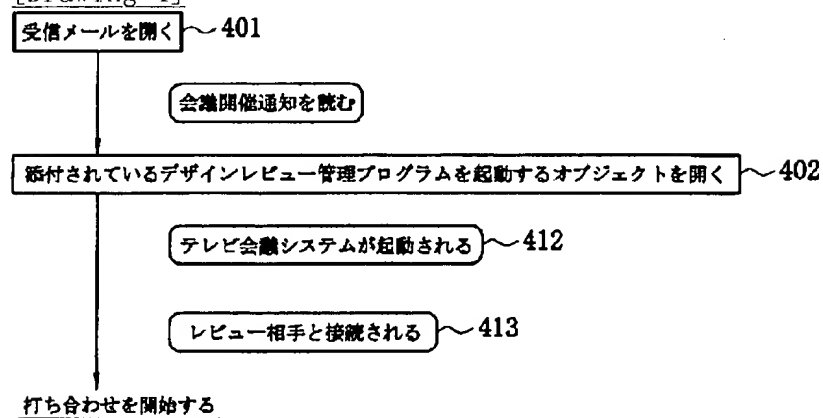 [Drawing 4]
受信メールを開く 401
会議開催通知を読む
添付されているデザインレビュー管理プログラムを起動するオブジェクトを開く 402
テレビ会議システムが起動される 412
レビュー相手と接続される 413
打ち合わせを開始する